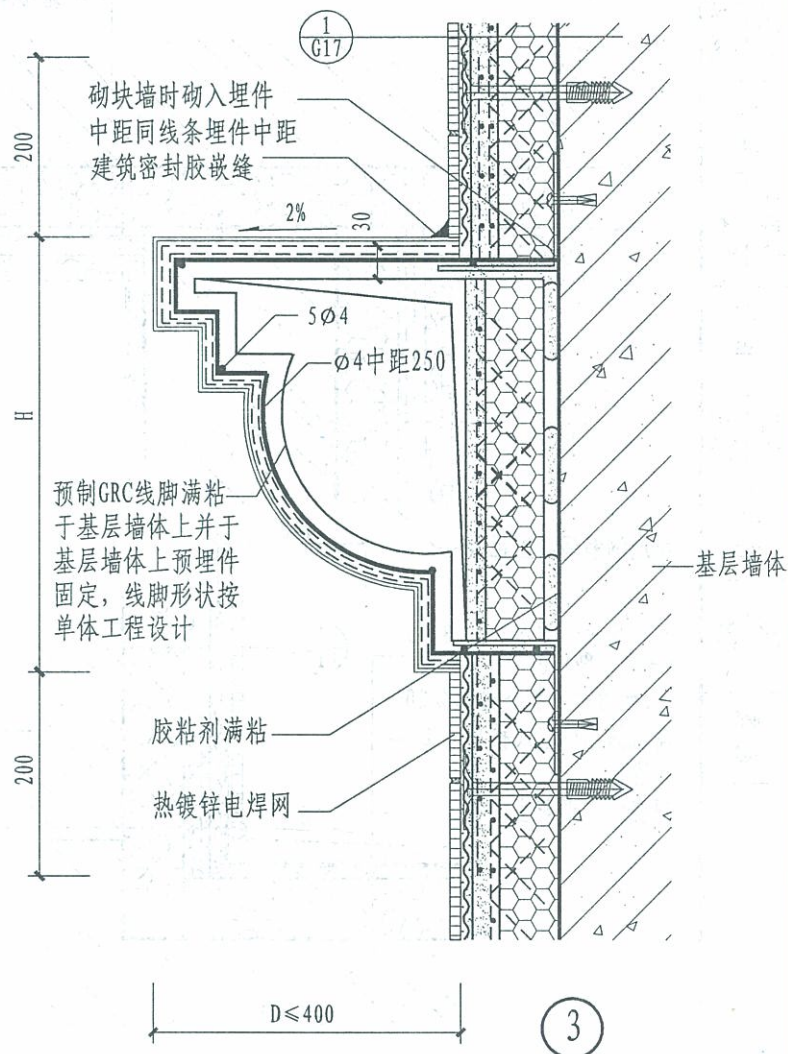 1
G17
砌块墙时砌入埋件
中距同线条埋件中距
建筑密封胶嵌缝
200
2%
30
5Ø4
Ø4中距250
H
预制GRC线脚满粘
于基层墙体上并于
基层墙体上预埋件
固定，线脚形状按
单体工程设计
基层墙体
胶粘剂满粘
200
热镀锌电焊网
D≤400
3